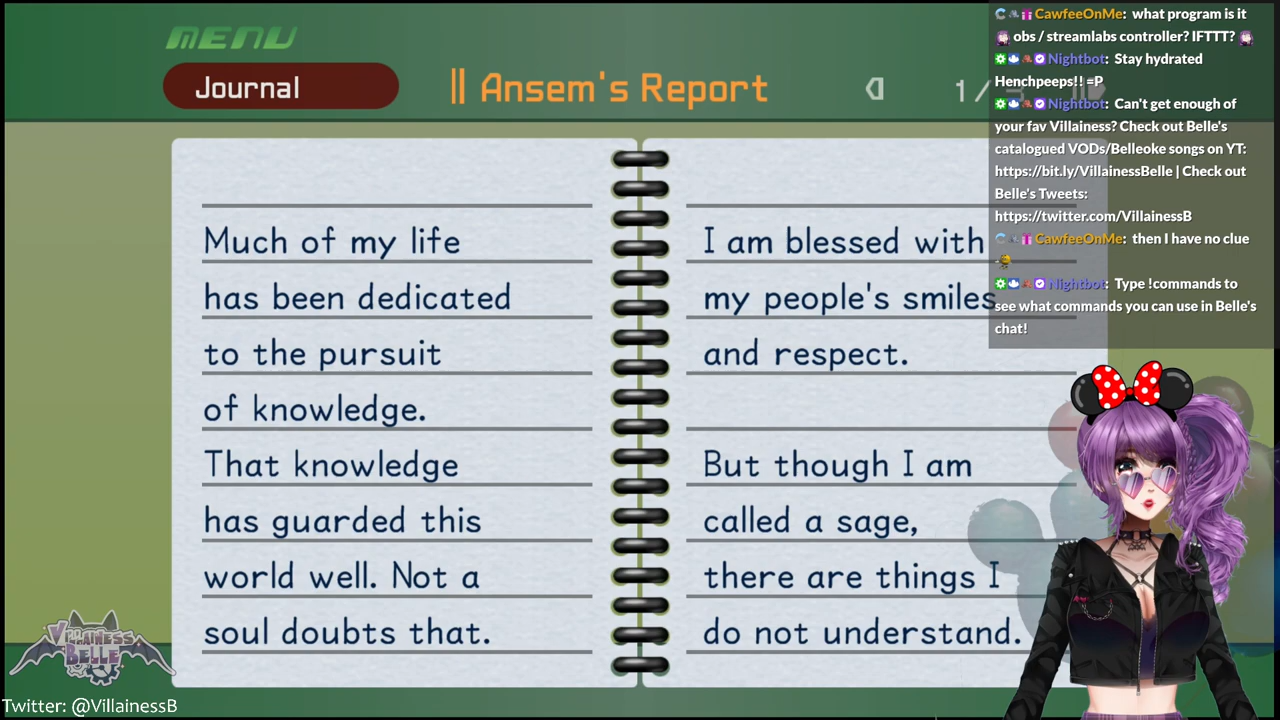 MENU
Journal
Ansem's Report
1/
Much of my life
has been dedicated
to the pursuit
of knowledge.
That knowledge
has guarded this
world well. Not a
soul doubts that.
I am blessed with
my people's smiles
and respect.
But though I am
called a sage,
there are things I
do not understand.
CawfeeOnMe: what program is it
obs / streamlabs controller? IFTTT?
Nightbot: Stay hydrated
Henchpeeps!! =P
Nightbot: Can't get enough of
your fav Villainess? Check out Belle's
catalogued VODs/Belleoke songs on YT:
https://bit.ly/VillainessBelle | Check out
Belle's Tweets:
https://twitter.com/VillainessB
CawfeeOnMe: then I have no clue
Nightbot: Type !commands to
see what commands you can use in Belle's
chat!
VILLAINESS
BELLE
Twitter: @VillainessB